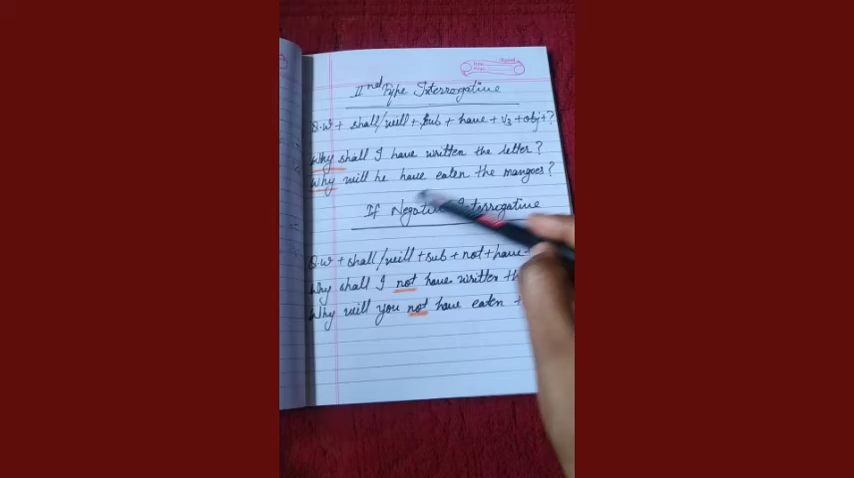 IInd Type Interrogative
Q.W + shall/will + sub + have + V3 + obj + ?
Why shall I have written the letter?
Why will he have eaten the mangoes?
If Negative Interrogative
Q.W + shall/will + sub + not + have
Why shall I not have written
Why will you not have eaten